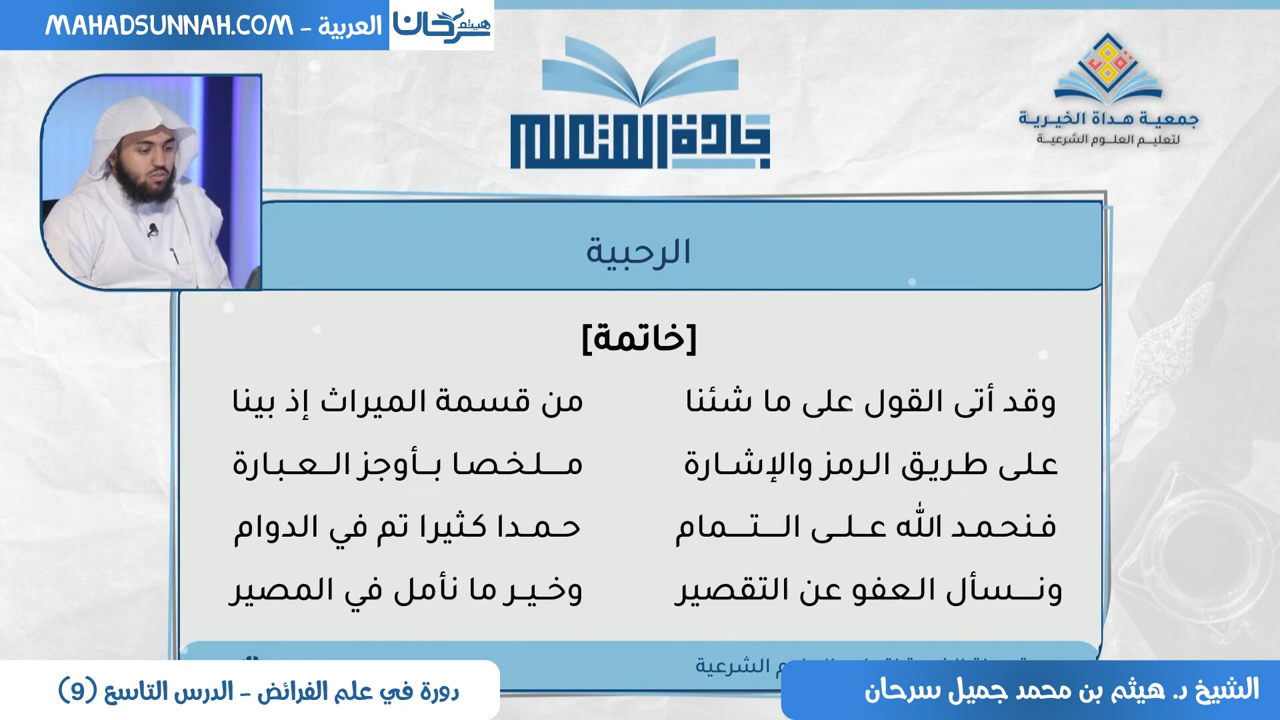 العربية - MAHADSUNNAH.COM
هيثم سرحان
جادة المتعلم
جمعية هداة الخيرية
لتعليم العلوم الشرعية
الرحبية
[خاتمة]
وقد أتى القول على ما شئنا من قسمة الميراث إذ بينا
على طريق الرمز والإشارة ملخصا بأوجز العبارة
فنحمد الله على التمام حمدا كثيرا تم في الدوام
ونسأل العفو عن التقصير وخير ما نأمل في المصير
الشرعية
الشيخ د. هيثم بن محمد جميل سرحان
دورة في علم الفرائض - الدرس التاسع (9)